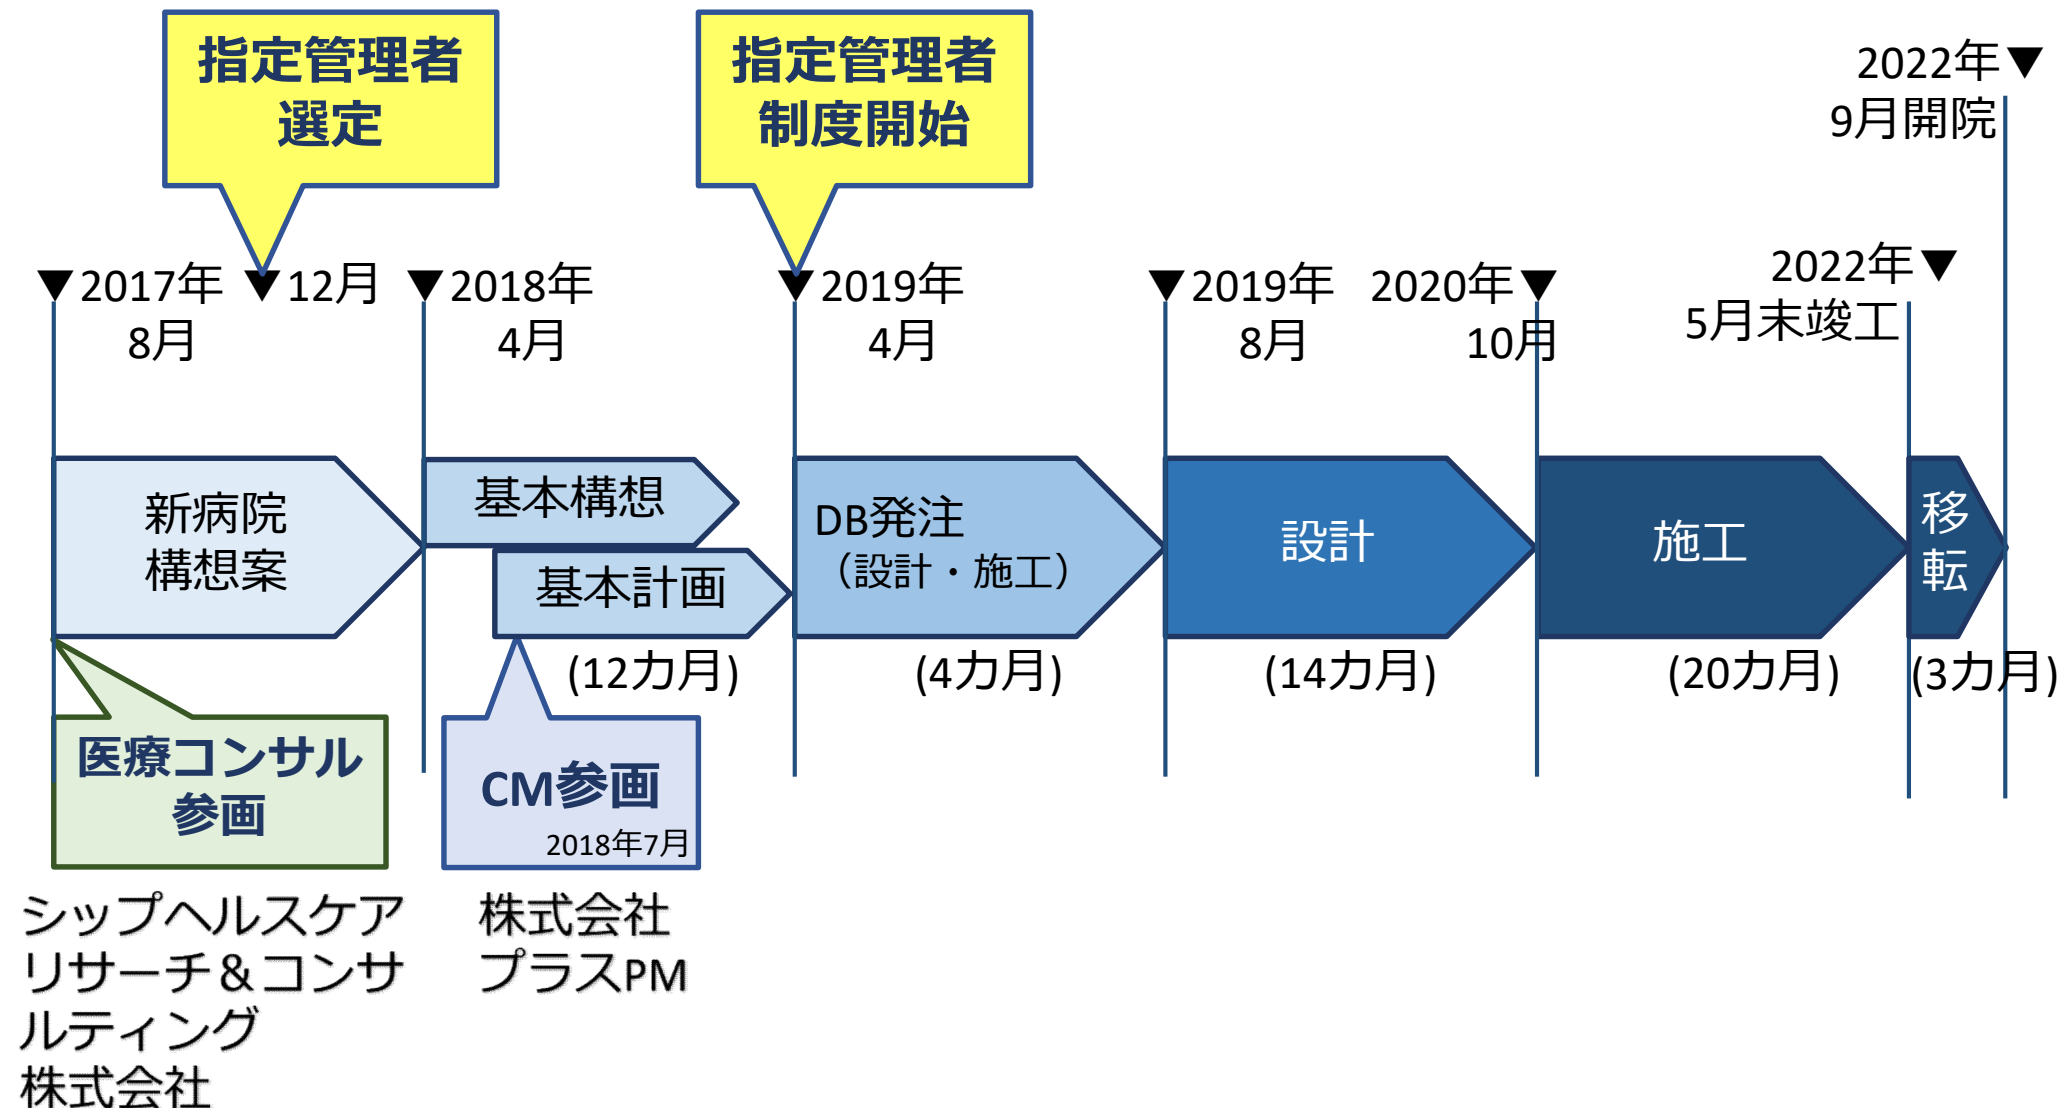 指定管理者
選定
指定管理者
制度開始
2022年▼
9月開院
▼2017年
8月
▼12月
▼2018年
4月
▼2019年
4月
▼2019年
8月
2020年▼
10月
2022年▼
5月末竣工
新病院
構想案
基本構想
基本計画
(12カ月)
DB発注
（設計・施工）
(4カ月)
設計
(14カ月)
施工
(20カ月)
移
転
(3カ月)
医療コンサル
参画
CM参画
2018年7月
シップヘルスケア
リサーチ＆コンサ
ルティング
株式会社
株式会社
プラスPM